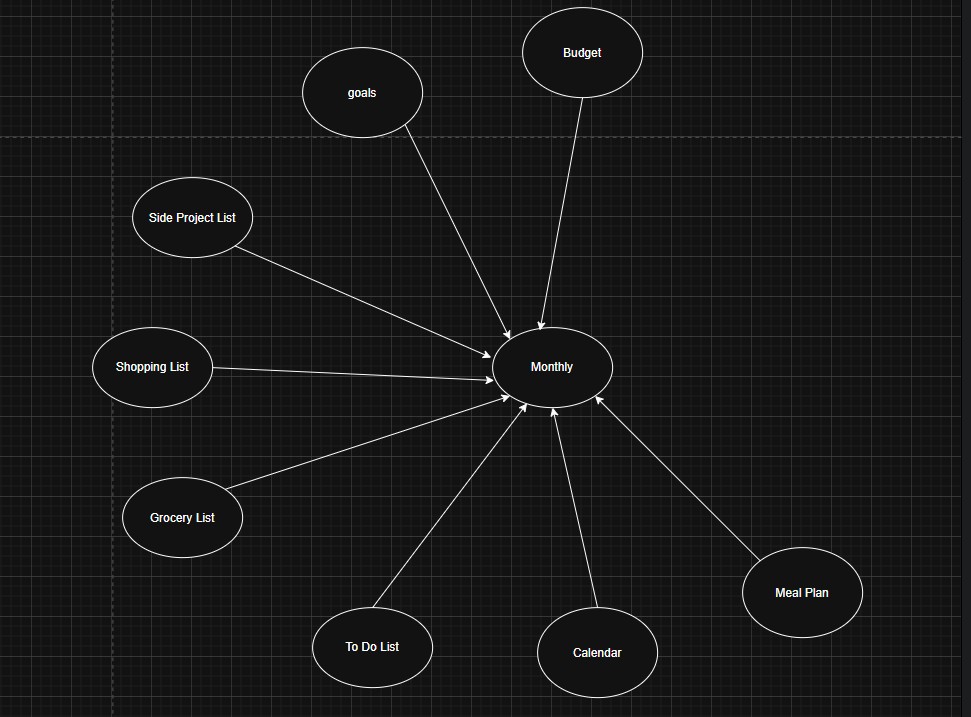 Budget
goals
Side Project List
Shopping List
Monthly
Grocery List
Meal Plan
To Do List
Calendar